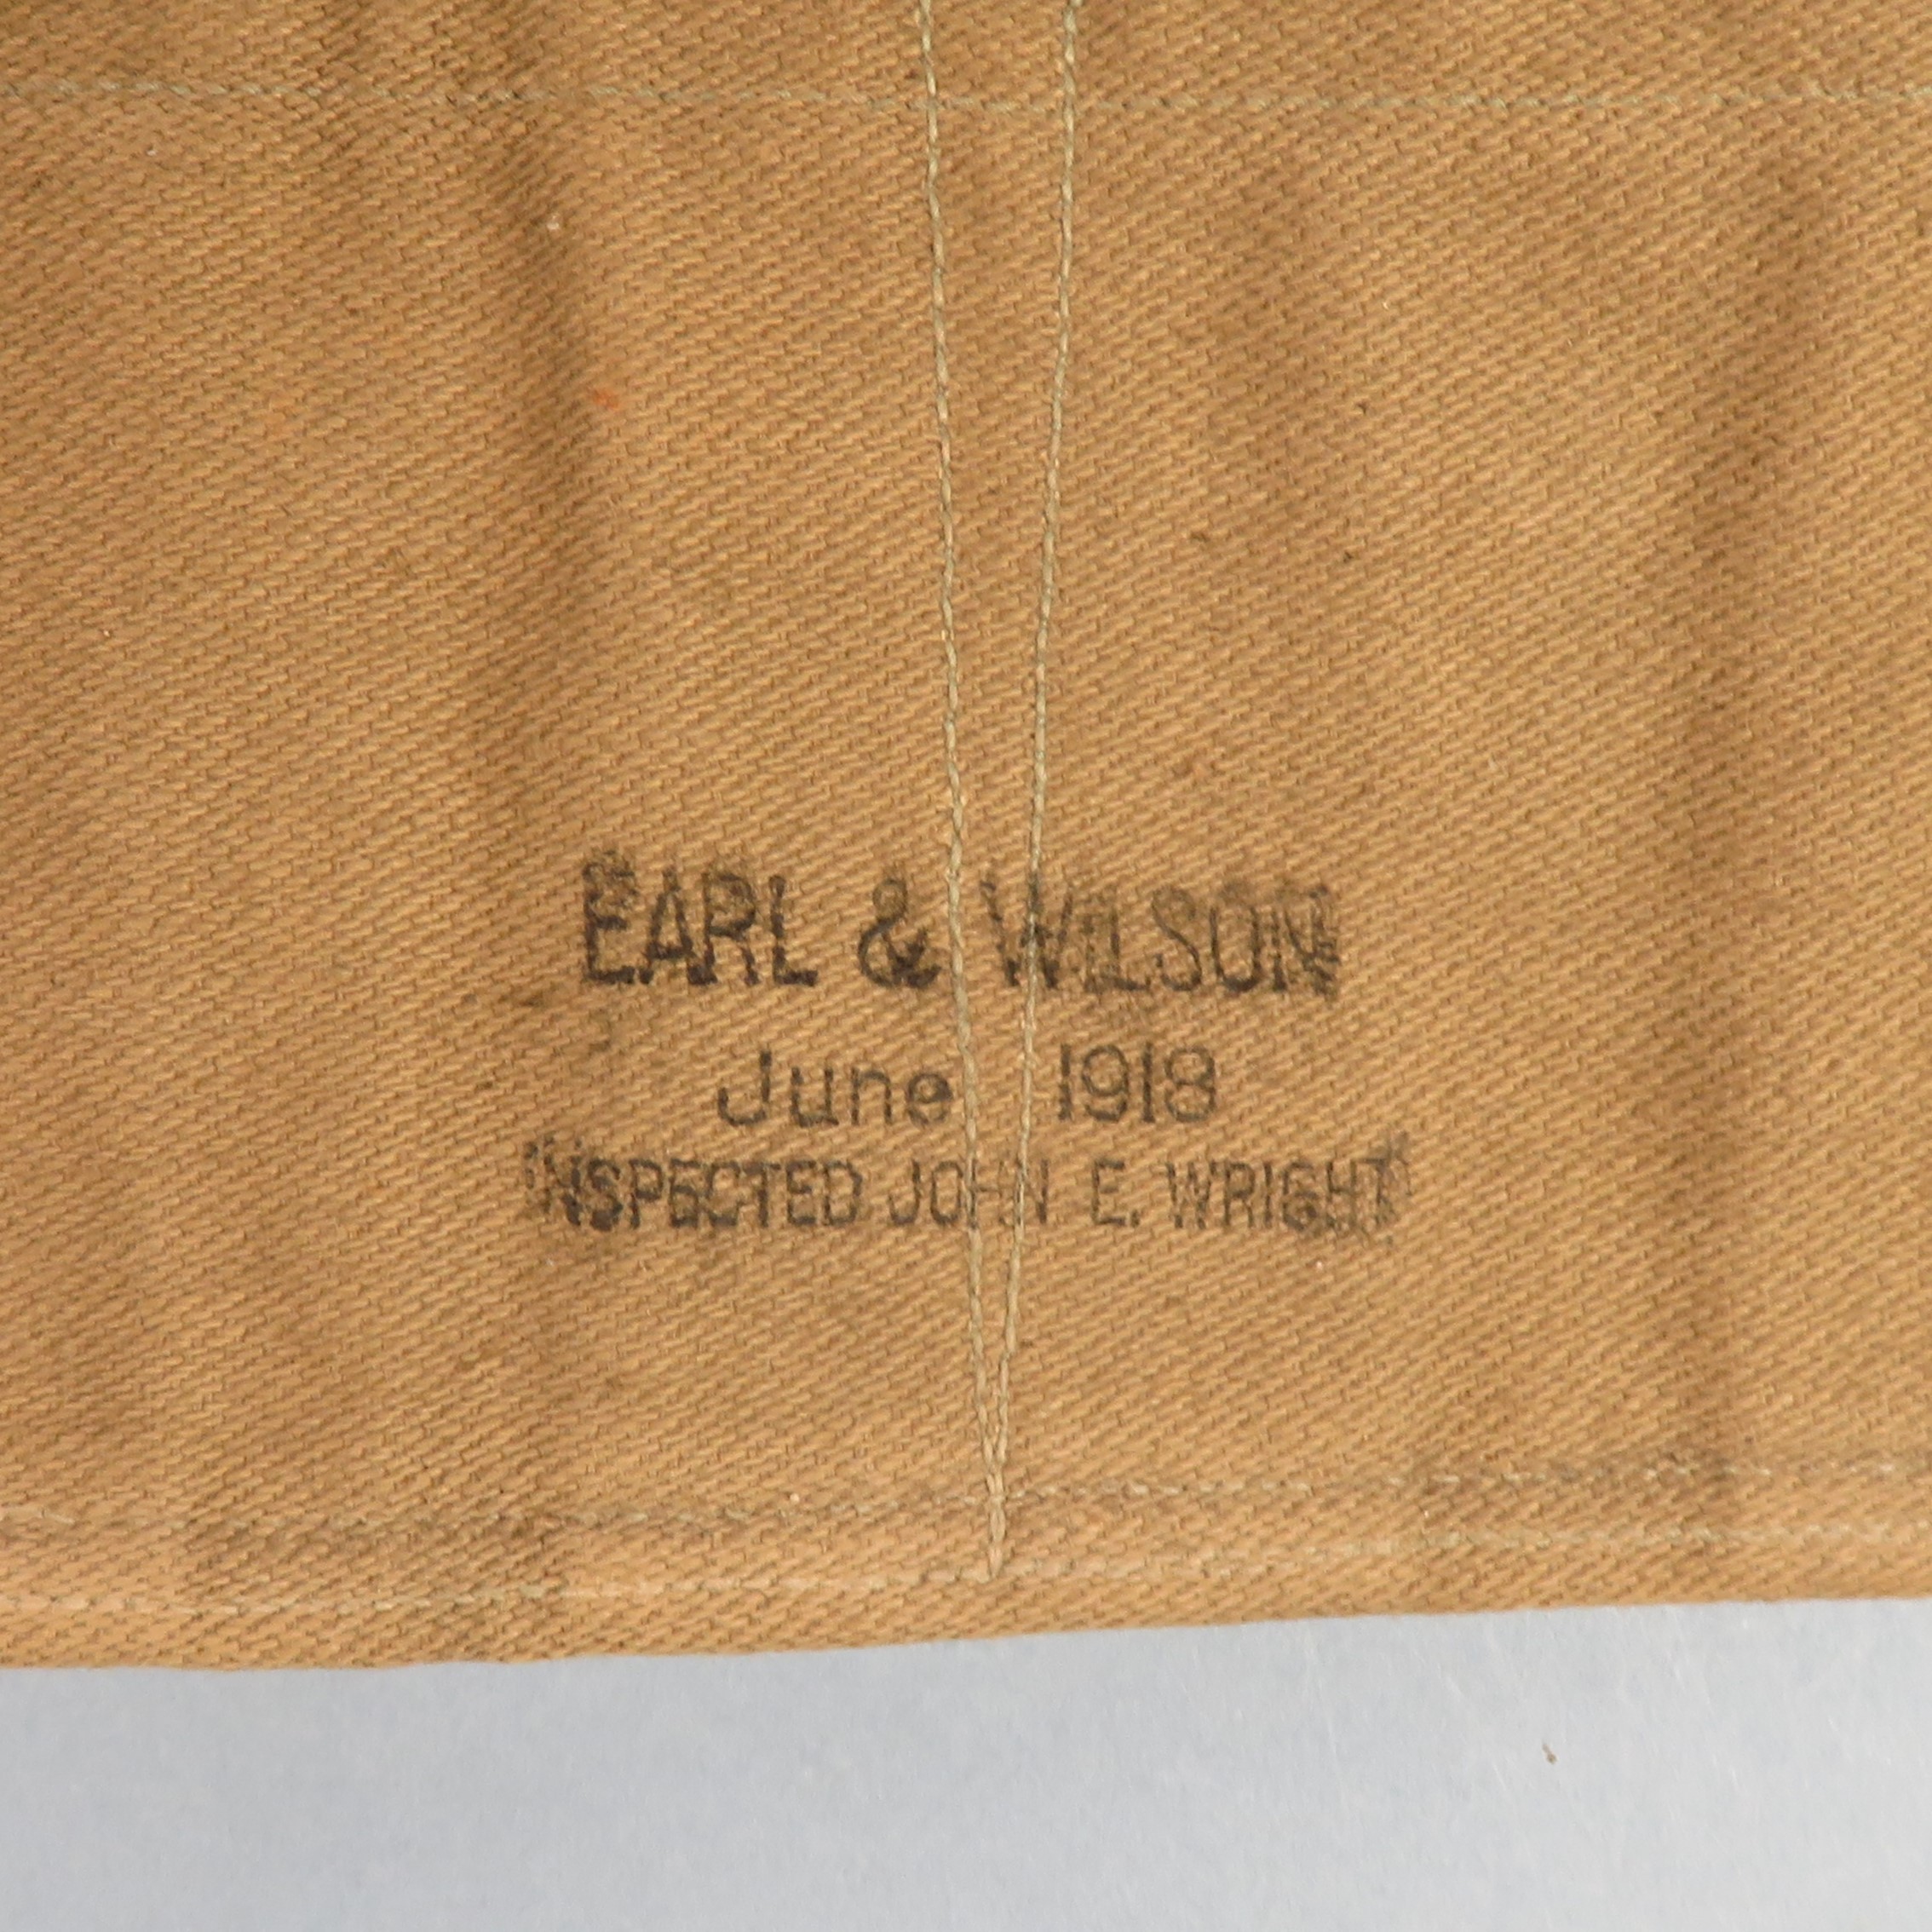 EARL & WILSON
June 1918
INSPECTED JOHN E. WRIGHT